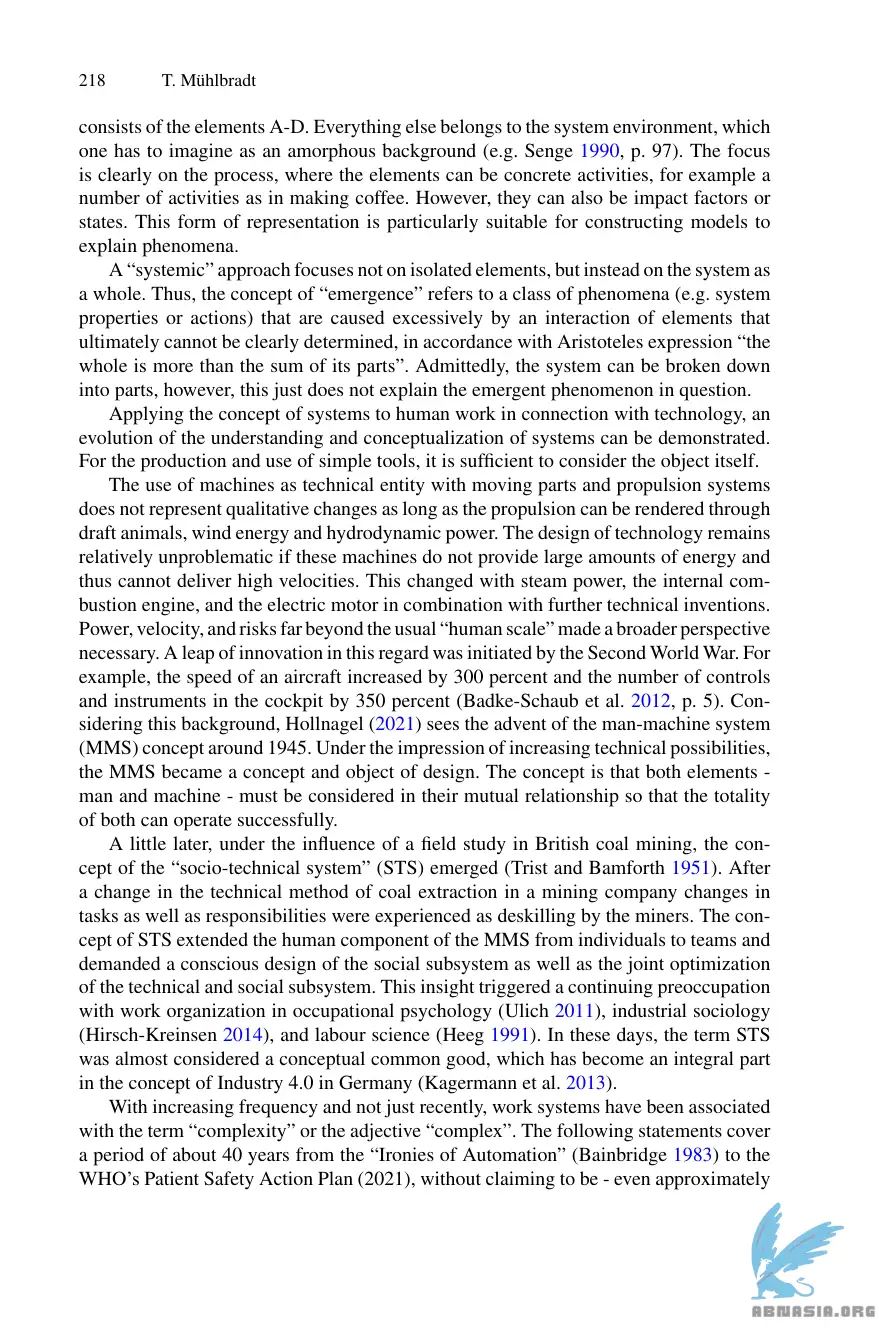 218 T. Mühlbradt
consists of the elements A-D. Everything else belongs to the system environment, which
one has to imagine as an amorphous background (e.g. Senge 1990, p. 97). The focus
is clearly on the process, where the elements can be concrete activities, for example a
number of activities as in making coffee. However, they can also be impact factors or
states. This form of representation is particularly suitable for constructing models to
explain phenomena.
A “systemic” approach focuses not on isolated elements, but instead on the system as
a whole. Thus, the concept of “emergence” refers to a class of phenomena (e.g. system
properties or actions) that are caused excessively by an interaction of elements that
ultimately cannot be clearly determined, in accordance with Aristoteles expression “the
whole is more than the sum of its parts”. Admittedly, the system can be broken down
into parts, however, this just does not explain the emergent phenomenon in question.
Applying the concept of systems to human work in connection with technology, an
evolution of the understanding and conceptualization of systems can be demonstrated.
For the production and use of simple tools, it is sufficient to consider the object itself.
The use of machines as technical entity with moving parts and propulsion systems
does not represent qualitative changes as long as the propulsion can be rendered through
draft animals, wind energy and hydrodynamic power. The design of technology remains
relatively unproblematic if these machines do not provide large amounts of energy and
thus cannot deliver high velocities. This changed with steam power, the internal com-
bustion engine, and the electric motor in combination with further technical inventions.
Power, velocity, and risks far beyond the usual “human scale” made a broader perspective
necessary. A leap of innovation in this regard was initiated by the Second World War. For
example, the speed of an aircraft increased by 300 percent and the number of controls
and instruments in the cockpit by 350 percent (Badke-Schaub et al. 2012, p. 5). Con-
sidering this background, Hollnagel (2021) sees the advent of the man-machine system
(MMS) concept around 1945. Under the impression of increasing technical possibilities,
the MMS became a concept and object of design. The concept is that both elements -
man and machine - must be considered in their mutual relationship so that the totality
of both can operate successfully.
A little later, under the influence of a field study in British coal mining, the con-
cept of the “socio-technical system” (STS) emerged (Trist and Bamforth 1951). After
a change in the technical method of coal extraction in a mining company changes in
tasks as well as responsibilities were experienced as deskilling by the miners. The con-
cept of STS extended the human component of the MMS from individuals to teams and
demanded a conscious design of the social subsystem as well as the joint optimization
of the technical and social subsystem. This insight triggered a continuing preoccupation
with work organization in occupational psychology (Ulich 2011), industrial sociology
(Hirsch-Kreinsen 2014), and labour science (Heeg 1991). In these days, the term STS
was almost considered a conceptual common good, which has become an integral part
in the concept of Industry 4.0 in Germany (Kagermann et al. 2013).
With increasing frequency and not just recently, work systems have been associated
with the term “complexity” or the adjective “complex”. The following statements cover
a period of about 40 years from the “Ironies of Automation” (Bainbridge 1983) to the
WHO’s Patient Safety Action Plan (2021), without claiming to be - even approximately
ABNASIA.ORG